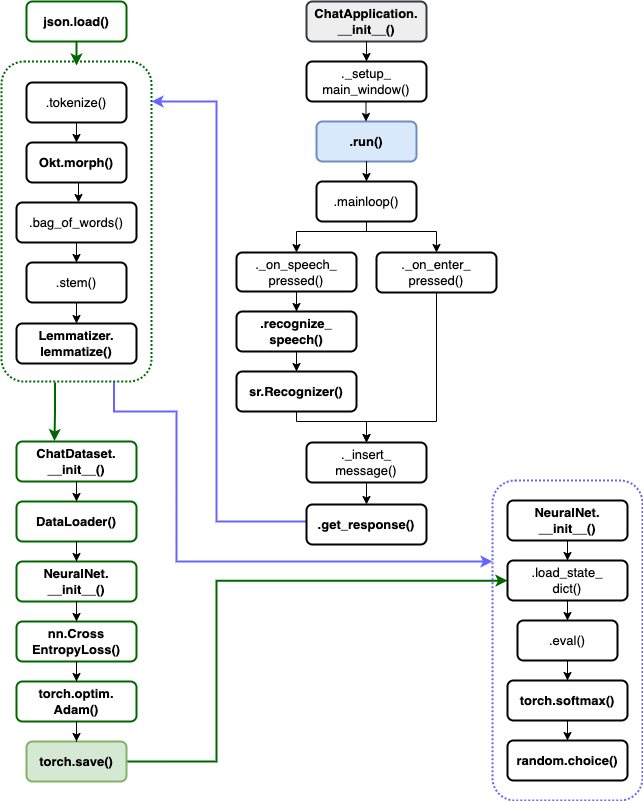 json.load()
.tokenize()
Okt.morph()
.bag_of_words()
.stem()
Lemmatizer.
lemmatize()
ChatDataset.
__init__()
DataLoader()
NeuralNet.
__init__()
nn.Cross
EntropyLoss()
torch.optim.
Adam()
torch.save()
ChatApplication.
__init__()
._setup_
main_window()
.run()
.mainloop()
._on_speech_
pressed()
._on_enter_
pressed()
.recognize_
speech()
sr.Recognizer()
._insert_
message()
.get_response()
NeuralNet.
__init__()
.load_state_
dict()
.eval()
torch.softmax()
random.choice()